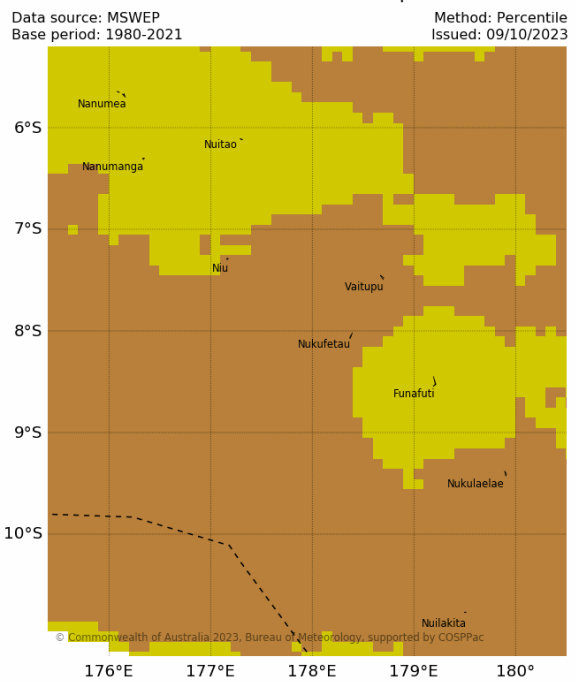 Data source: MSWEP
Method: Percentile
Base period: 1980-2021
Issued: 09/10/2023
Nanumea
6°S
Nuitao
Nanumanga
7°S
Niu
Vaitupu
8°S
Nukufetau
Funafuti
9°S
Nukulaelae
10°S
Nuilakita
© Commonwealth of Australia 2023, Bureau of Meteorology, supported by COSPPac
176°E 177°E 178°E 179°E 180°